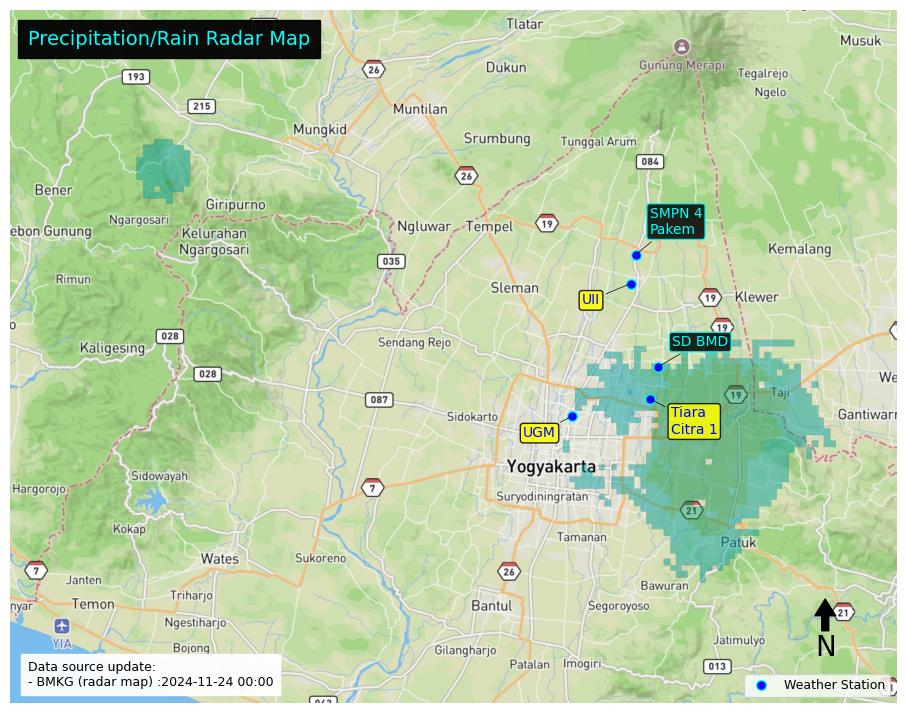 Precipitation/Rain Radar Map
Tlatar
Musuk
26
Gunung Merapi
193
Dukun
Tegalrejo
Ngelo
215
Muntilan
Mungkid
Srumbung
Tunggal Arum
084
26
Bener
Ngargosari
Giripurno
SMPN 4
Pakem
ebon Gunung
Kelurahan
Ngargosari
Ngluwar
Tempel
19
Kemalang
035
Rimun
Sleman
UII
19
Klewer
19
028
Sendang Rejo
SD BMD
Kaligesing
028
We
087
19
Taji
Sidokarto
Tiara
Citra 1
Gantiwarr
UGM
Yogyakarta
Sidowayah
Hargorojo
7
Suryodiningratan
21
Kokap
Tamanan
Patuk
Wates
Sukoreno
7
Janten
26
Bawuran
Temon
Triharjo
Bantul
Segoroyoso
21
nyar
Ngestiharjo
YIA
N
Bojong
Gilangharjo
Jatimulyo
Patalan
Imogiri
013
Data source update:
- BMKG (radar map) :2024-11-24 00:00
Weather Station